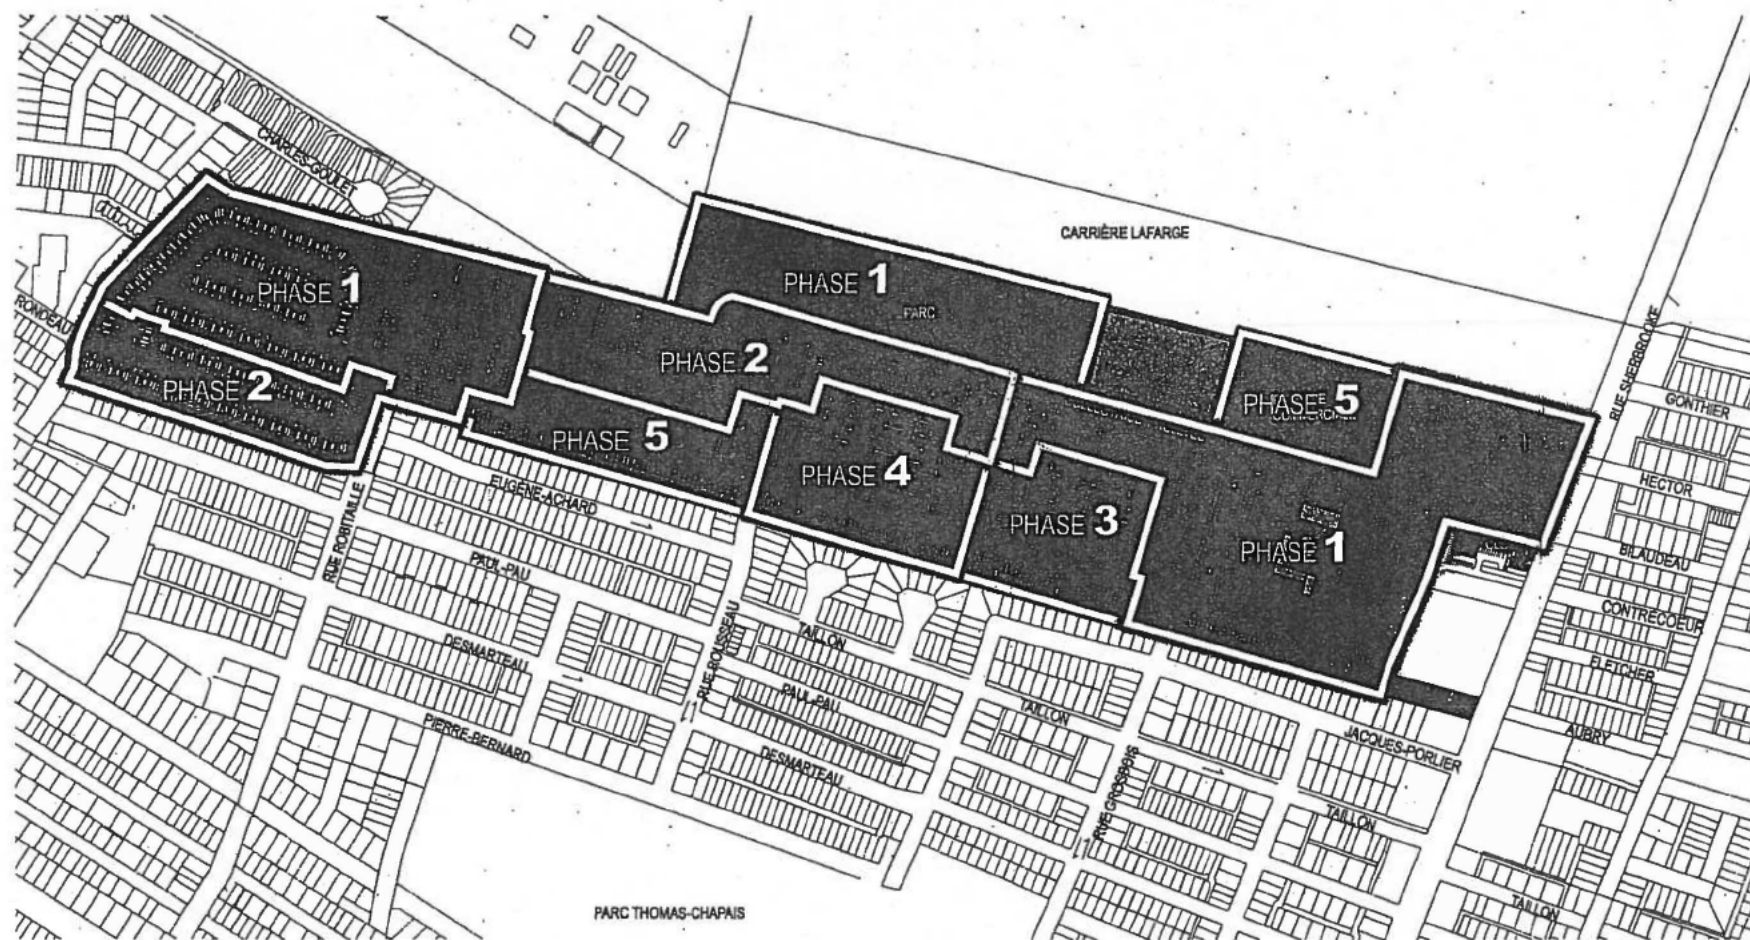 CHARLES-GOULET
CARRIÈRE LAFARGE
PHASE 1
PHASE 1
PARC
RONDEAU
PHASE 2
PHASE 2
PHASE 5
RUE SHERBROOKE
GONTHIER
PHASE 5
PHASE 4
HECTOR
EUGÈNE-ACHARD
RUE ROBITAILLE
PHASE 3
PHASE 1
BILAUDEAU
PAUL-PAU
CONTRECOEUR
DESMARTEAU
RUE BOUSSEAU
TAILLON
FLETCHER
PAUL-PAU
TAILLON
AUBRY
JACQUES-PORLIER
PIERRE-BERNARD
DESMARTEAU
RUE GROSBOIS
TAILLON
PARC THOMAS-CHAPAIS
TAILLON